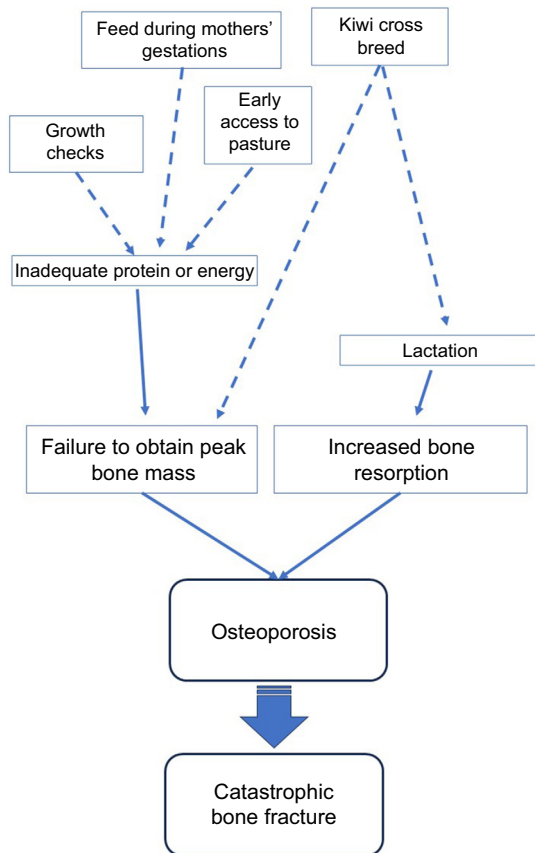 Feed during mothers’
gestations
Kiwi cross
breed
Early
access to
pasture
Growth
checks
Inadequate protein or energy
Lactation
Failure to obtain peak
bone mass
Increased bone
resorption
Osteoporosis
Catastrophic
bone fracture